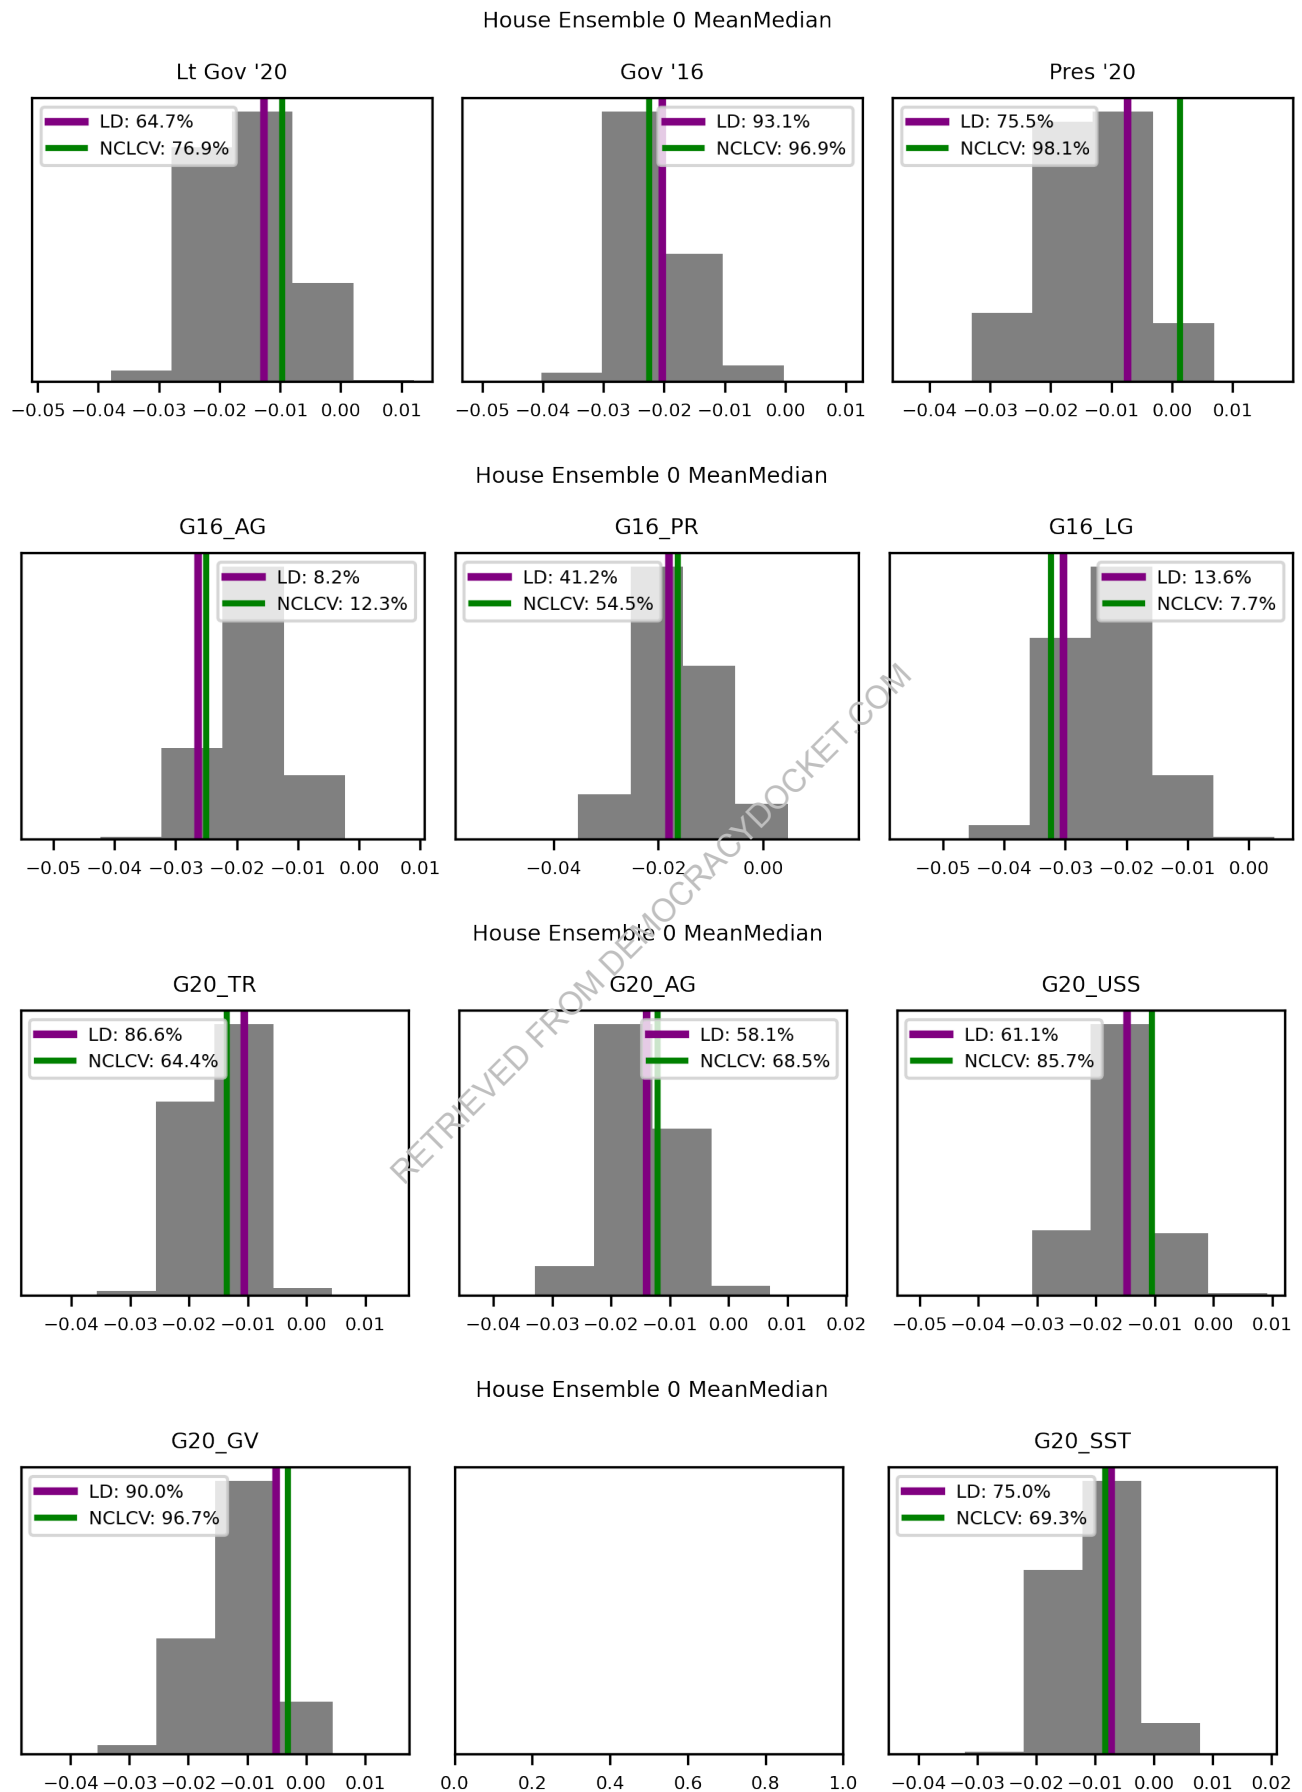 House Ensemble 0 MeanMedian
Lt Gov '20
Gov '16
Pres '20
LD: 64.7%
NCLCV: 76.9%
LD: 93.1%
NCLCV: 96.9%
LD: 75.5%
NCLCV: 98.1%
−0.05 −0.04 −0.03 −0.02 −0.01 0.00 0.01
−0.05 −0.04 −0.03 −0.02 −0.01 0.00 0.01
−0.04 −0.03 −0.02 −0.01 0.00 0.01
House Ensemble 0 MeanMedian
G16_AG
G16_PR
G16_LG
LD: 8.2%
NCLCV: 12.3%
LD: 41.2%
NCLCV: 54.5%
LD: 13.6%
NCLCV: 7.7%
−0.05 −0.04 −0.03 −0.02 −0.01 0.00 0.01
−0.04 −0.02 0.00
−0.05 −0.04 −0.03 −0.02 −0.01 0.00
RETRIEVED FROM DEMOCRACYDOCKET.COM
House Ensemble 0 MeanMedian
G20_TR
G20_AG
G20_USS
LD: 86.6%
NCLCV: 64.4%
LD: 58.1%
NCLCV: 68.5%
LD: 61.1%
NCLCV: 85.7%
−0.04 −0.03 −0.02 −0.01 0.00 0.01
−0.04 −0.03 −0.02 −0.01 0.00 0.01 0.02
−0.05 −0.04 −0.03 −0.02 −0.01 0.00 0.01
House Ensemble 0 MeanMedian
G20_GV
G20_SST
LD: 90.0%
NCLCV: 96.7%
LD: 75.0%
NCLCV: 69.3%
−0.04 −0.03 −0.02 −0.01 0.00 0.01
0.0 0.2 0.4 0.6 0.8 1.0
−0.04 −0.03 −0.02 −0.01 0.00 0.01 0.02